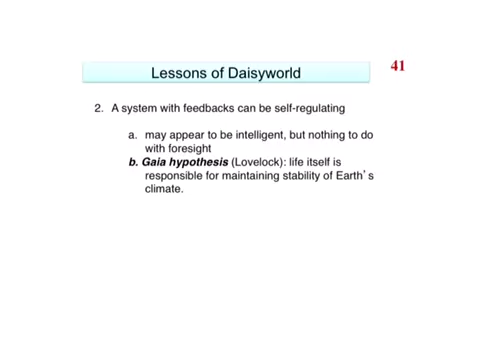 41
Lessons of Daisyworld
2. A system with feedbacks can be self-regulating
a. may appear to be intelligent, but nothing to do
with foresight
b. Gaia hypothesis (Lovelock): life itself is
responsible for maintaining stability of Earth's
climate.